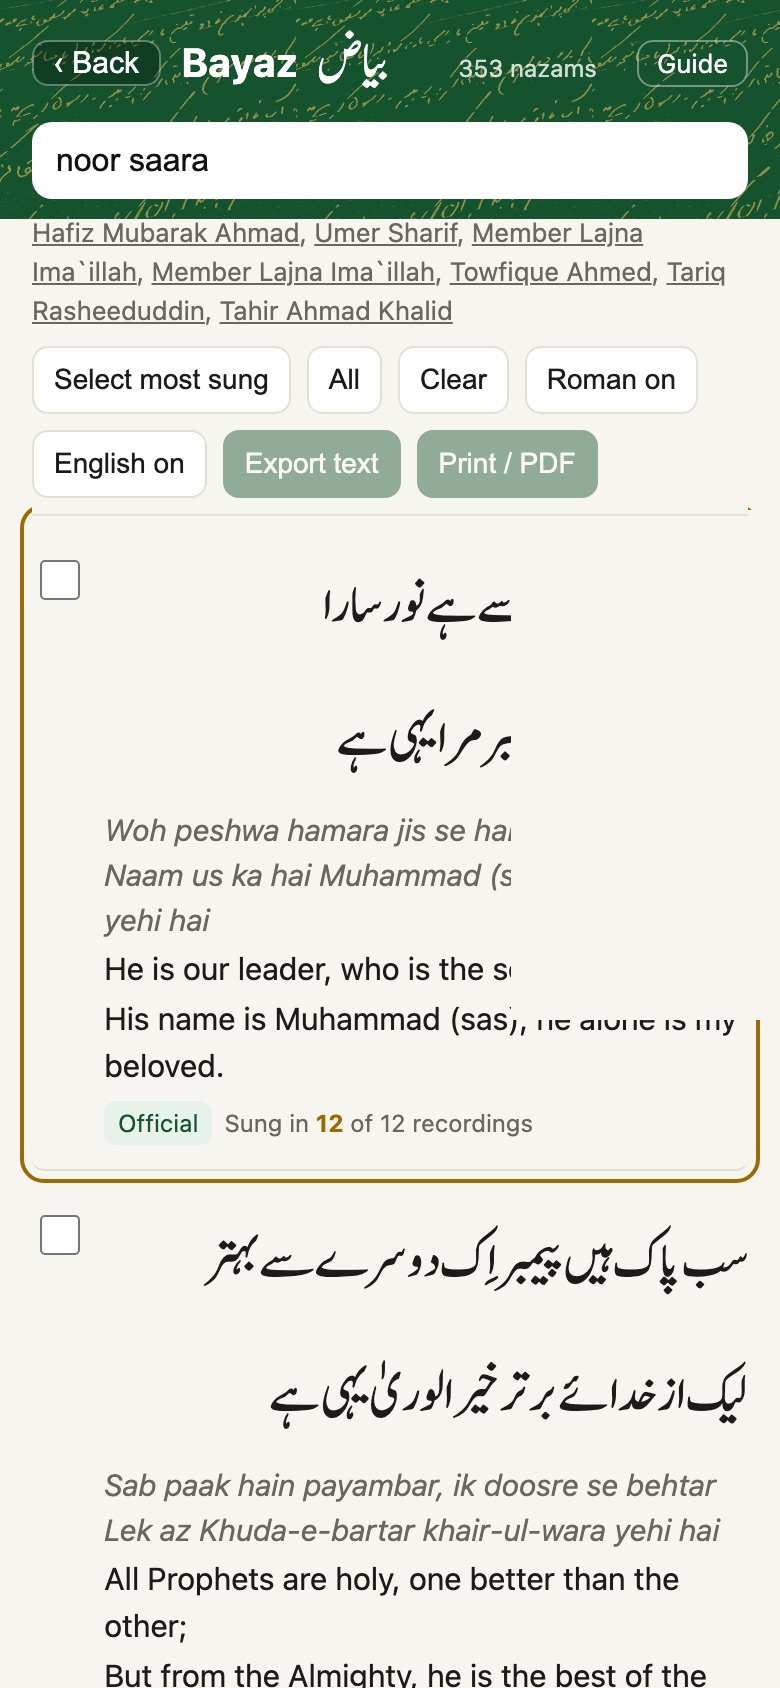 ‹ Back
Bayaz بیاض
353 nazams
Guide
noor saara
Hafiz Mubarak Ahmad, Umer Sharif, Member Lajna
Ima`illah, Member Lajna Ima`illah, Towfique Ahmed, Tariq
Rasheeduddin, Tahir Ahmad Khalid
Select most sung
All
Clear
Roman on
English on
Export text
Print / PDF
سے ہے نور سارا
بر مرا یہی ہے
Woh peshwa hamara jis se hai
Naam us ka hai Muhammad (s
yehi hai
He is our leader, who is the s
His name is Muhammad (sas), he alone is my
beloved.
Official
Sung in 12 of 12 recordings
سب پاک ہیں پیمبر اِک دوسرے سے بہتر
لیک از خدائے برتر خیر الوریٰ یہی ہے
Sab paak hain payambar, ik doosre se behtar
Lek az Khuda-e-bartar khair-ul-wara yehi hai
All Prophets are holy, one better than the
other;
But from the Almighty, he is the best of the